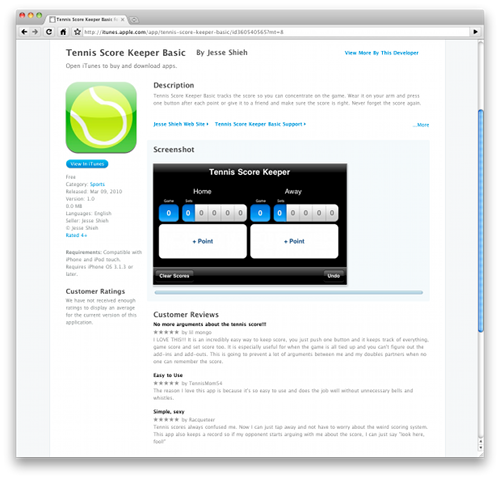 Tennis Score Keeper Basic fo
http://itunes.apple.com/app/tennis-score-keeper-basic/id360540565?mt=8
Tennis Score Keeper Basic By Jesse Shieh
View More By This Developer
Open iTunes to buy and download apps.
Description
Tennis Score Keeper Basic tracks the score so you can concentrate on the game. Wear it on your arm and press
one button after each point or give it to a friend and make sure the score is right. Never forget the score again.
Jesse Shieh Web Site
Tennis Score Keeper Basic Support
...More
View In iTunes
Free
Category: Sports
Released: Mar 09, 2010
Version: 1.0
0.0 MB
Languages: English
Seller: Jesse Shieh
© Jesse Shieh
Rated 4+
Requirements: Compatible with
iPhone and iPod touch.
Requires iPhone OS 3.1.3 or
later.
Customer Ratings
We have not received enough
ratings to display an average
for the current version of this
application.
Screenshot
Tennis Score Keeper
Home Away
Game Sets Game Sets
0 0 0 0 0 0 0 0 0 0 0 0
+ Point + Point
Clear Scores Undo
Customer Reviews
No more arguments about the tennis score!!!
★★★★★ by lil mongo
I LOVE THIS!!! It is an incredibly easy way to keep score, you just push one button and it keeps track of everything,
game score and set score too. It is especially useful for when the game is all tied up and you can't figure out the
add-ins and add-outs. This is going to prevent a lot of arguments between me and my doubles partners when no
one can remember the score.
Easy to Use
★★★★★ by TennisMom54
The reason I love this app is because it's so easy to use and does the job well without unnecessary bells and
whistles.
Simple, sexy
★★★★★ by Racqueteer
Tennis scores always confused me. Now I can just tap away and not have to worry about the weird scoring system.
This app also keeps a record so if my opponent starts arguing with me about the score, I can just say "look here,
fool!"